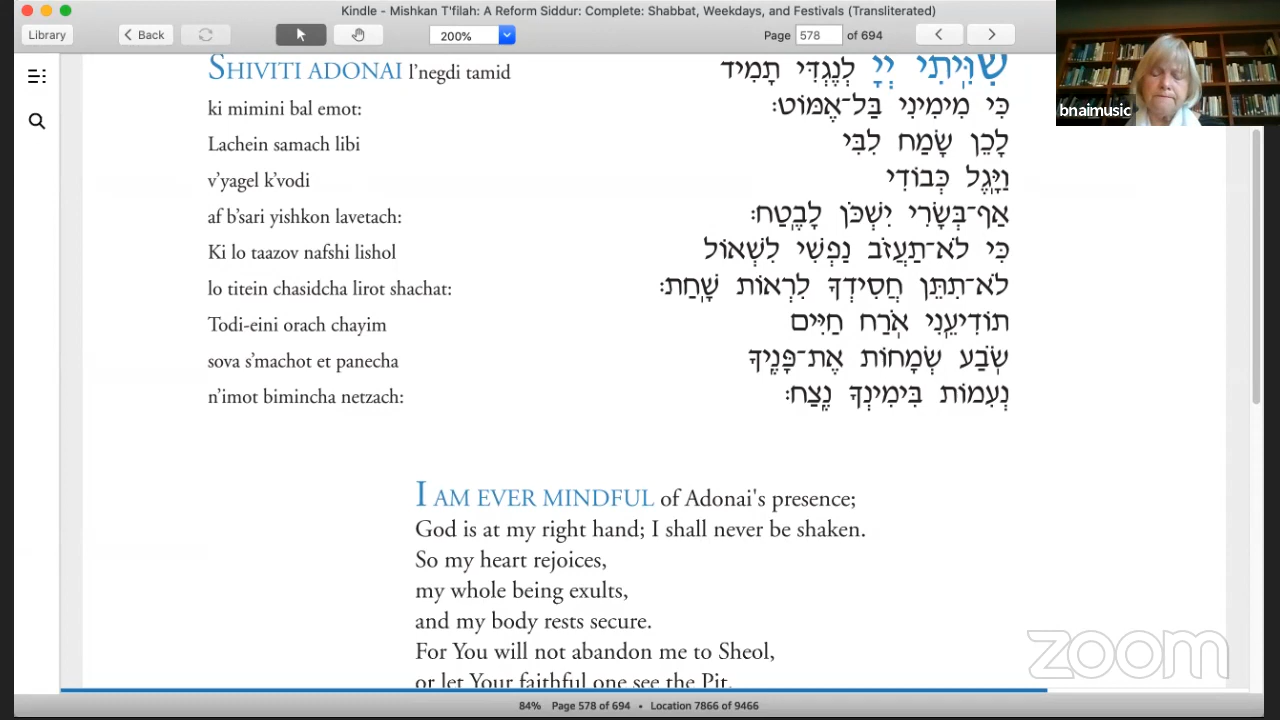 Kindle - Mishkan T'filah: A Reform Siddur: Complete: Shabbat, Weekdays, and Festivals (Transliterated)
Library
Back
200%
Page 578 of 694
bnaimusic
SHIVITI ADONAI l'negdi tamid
ki mimini bal emot:
Lachein samach libi
v'yagel k'vodi
af b'sari yishkon lavetach:
Ki lo taazov nafshi lishol
lo titein chasidcha lirot shachat:
Todi-eini orach chayim
sova s'machot et panecha
n'imot bimincha netzach:
שִׁוִּֽיתִי יְיָ לְנֶגְדִּי תָמִיד
כִּי מִימִינִי בַּל־אֶמּוֹט׃
לָכֵן שָׂמַח לִבִּי
וַיָּֽגֶל כְּבוֹדִי
אַף־בְּשָׂרִי יִשְׁכֹּן לָבֶֽטַח׃
כִּי לֹא־תַעֲזֹב נַפְשִׁי לִשְׁאוֹל
לֹא־תִתֵּן חֲסִידְךָ לִרְאוֹת שָֽׁחַת׃
תּוֹדִיעֵֽנִי אֹֽרַח חַיִּים
שֹֽׂבַע שְׂמָחוֹת אֶת־פָּנֶֽיךָ
נְעִמוֹת בִּימִינְךָ נֶֽצַח׃
I AM EVER MINDFUL of Adonai's presence;
God is at my right hand; I shall never be shaken.
So my heart rejoices,
my whole being exults,
and my body rests secure.
For You will not abandon me to Sheol,
or let Your faithful one see the Pit.
zoom
84% Page 578 of 694 • Location 7866 of 9466